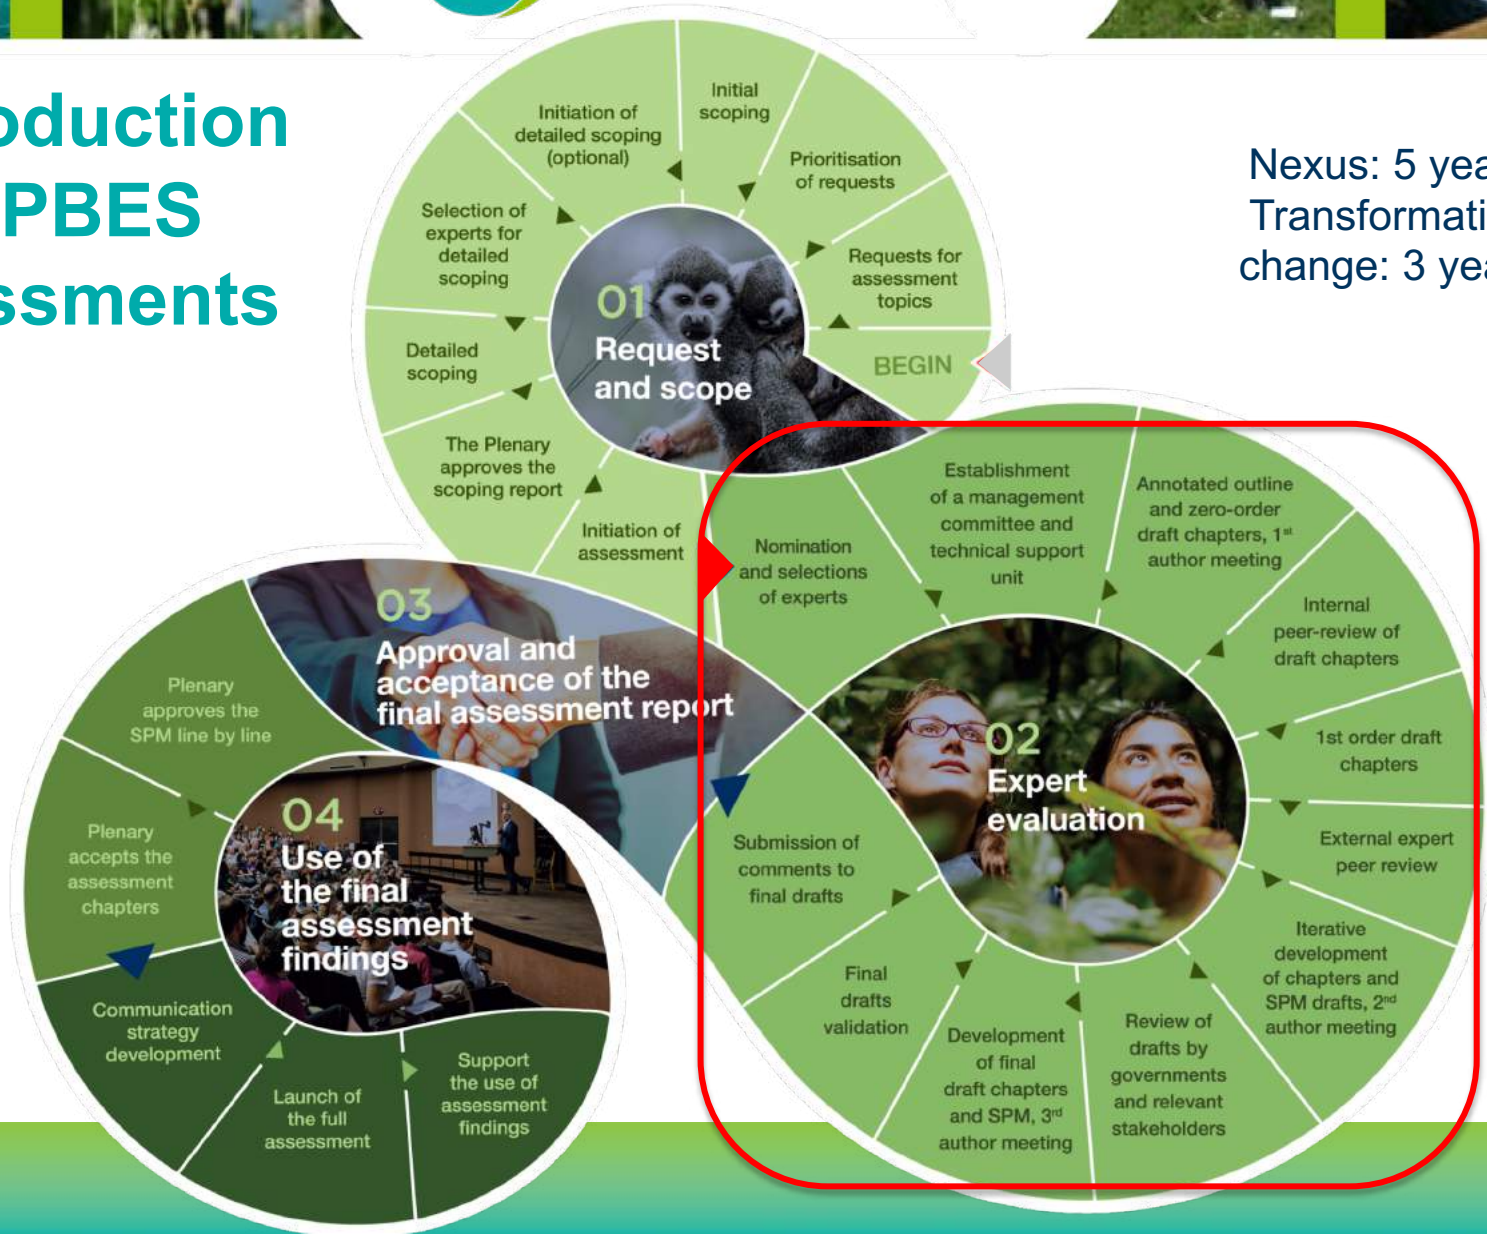 oduction
PBES
ssments
Nexus: 5 yea
Transformati
change: 3 yea
01
Request
and scope
BEGIN
Requests for
assessment
topics
Prioritisation
of requests
Initial
scoping
Initiation of
detailed scoping
(optional)
Selection of
experts for
detailed
scoping
Detailed
scoping
The Plenary
approves the
scoping report
Initiation of
assessment
02
Expert
evaluation
Nomination
and selections
of experts
Establishment
of a management
committee and
technical support
unit
Annotated outline
and zero-order
draft chapters, 1st
author meeting
Internal
peer-review of
draft chapters
1st order draft
chapters
External expert
peer review
Iterative
development
of chapters and
SPM drafts, 2nd
author meeting
Review of
drafts by
governments
and relevant
stakeholders
Development
of final
draft chapters
and SPM, 3rd
author meeting
Final
drafts
validation
Submission of
comments to
final drafts
03
Approval and
acceptance of the
final assessment report
Plenary
approves the
SPM line by line
Plenary
accepts the
assessment
chapters
04
Use of
the final
assessment
findings
Communication
strategy
development
Launch of
the full
assessment
Support
the use of
assessment
findings